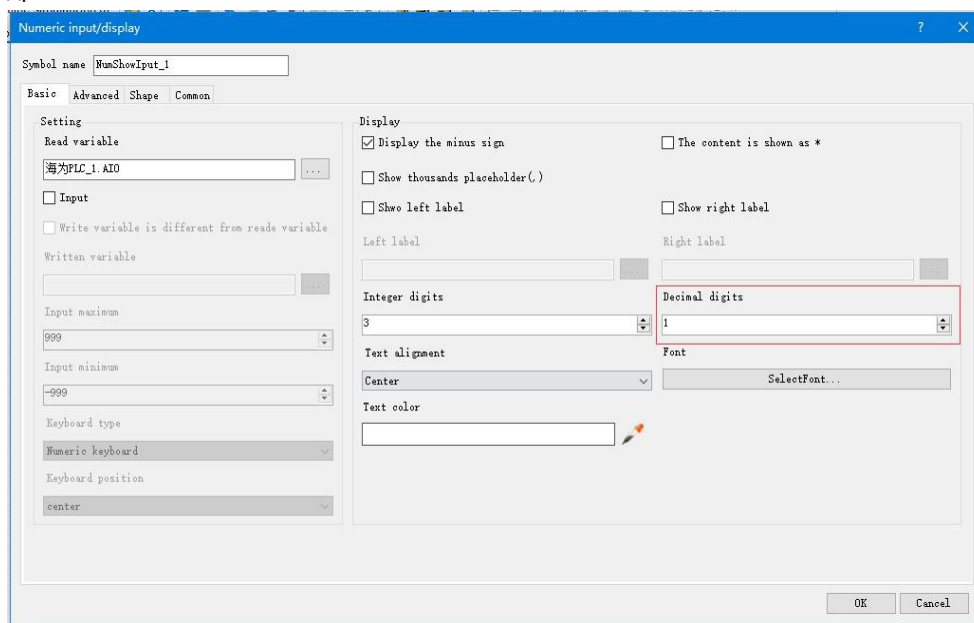 Numeric input/display
Symbol name NumShowIput_1
Basic Advanced Shape Common
Setting
Read variable
海为PLC_1.AI0
...
Input
Write variable is different from reade variable
Written variable
...
Input maximum
999
Input minimum
-999
Keyboard type
Numeric keyboard
Keyboard position
center
Display
Display the minus sign
The content is shown as *
Show thousands placeholder(,)
Shwo left label
Show right label
Left label
Right label
...
...
Integer digits
Decimal digits
3
1
Text alignment
Font
Center
SelectFont...
Text color
OK
Cancel